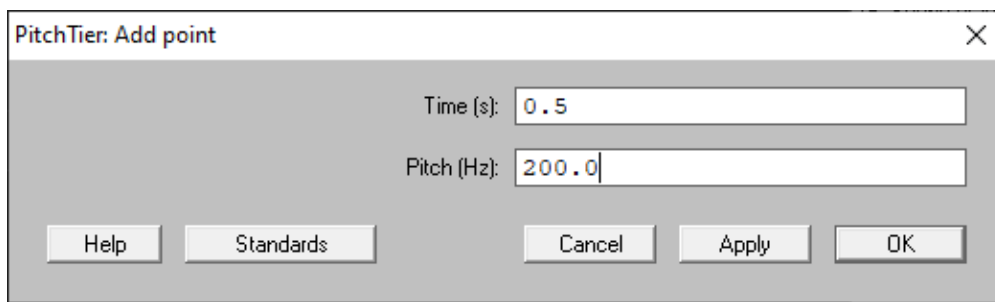 PitchTier: Add point
Time (s): 0.5
Pitch (Hz): 200.0
Help Standards Cancel Apply OK